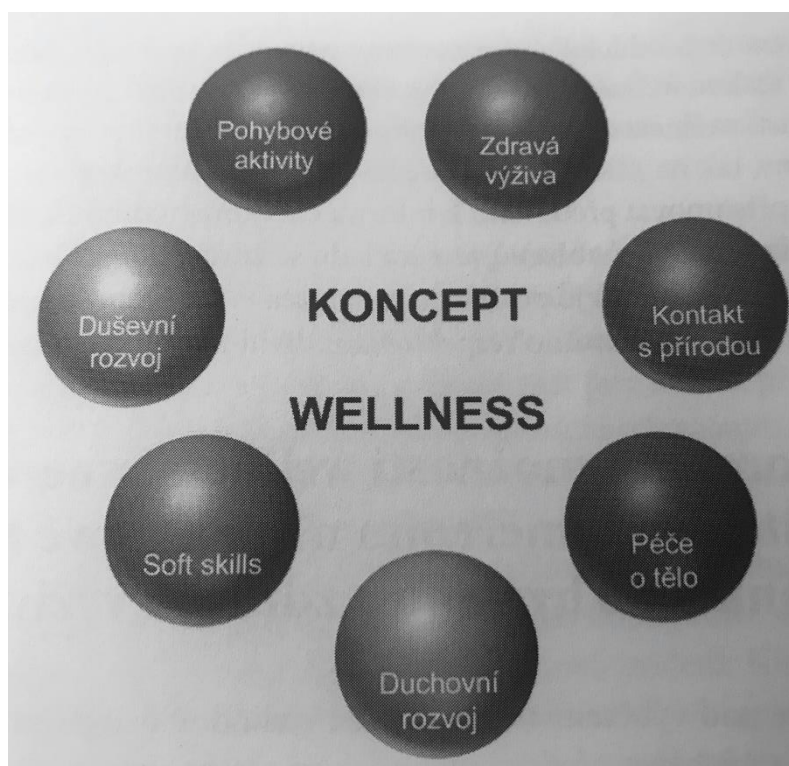 Pohybové
aktivity
Zdravá
výživa
Duševní
rozvoj
KONCEPT
WELLNESS
Kontakt
s přírodou
Soft skills
Péče
o tělo
Duchovní
rozvoj